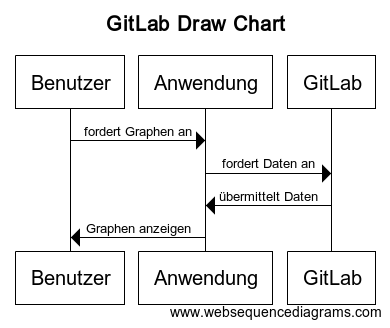 GitLab Draw Chart
Benutzer Anwendung GitLab
fordert Graphen an
fordert Daten an
übermittelt Daten
Graphen anzeigen
Benutzer Anwendung GitLab
www.websequencediagrams.com